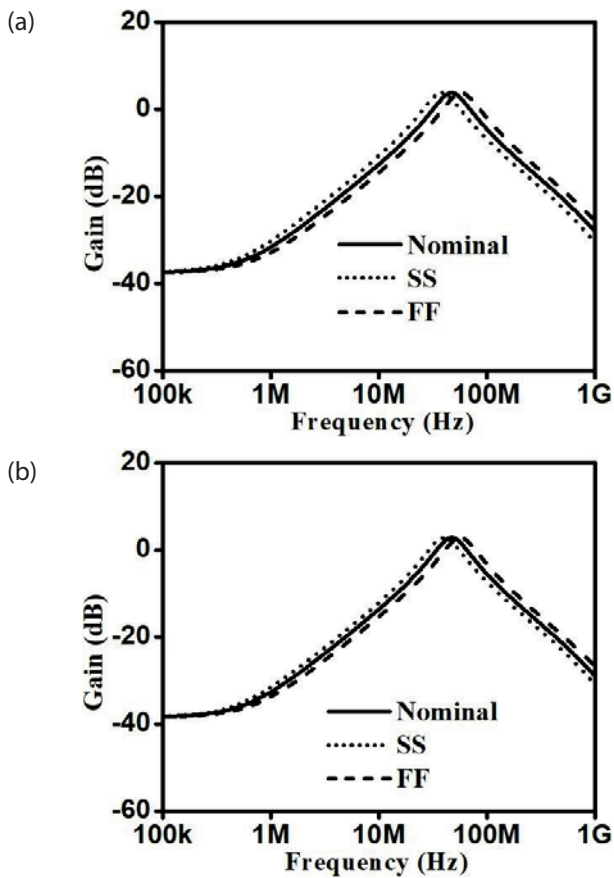 (a)
20
0
-20
-40
-60
Gain (dB)
Nominal
SS
FF
100k 1M 10M 100M 1G
Frequency (Hz)
(b)
20
0
-20
-40
-60
Gain (dB)
Nominal
SS
FF
100k 1M 10M 100M 1G
Frequency (Hz)